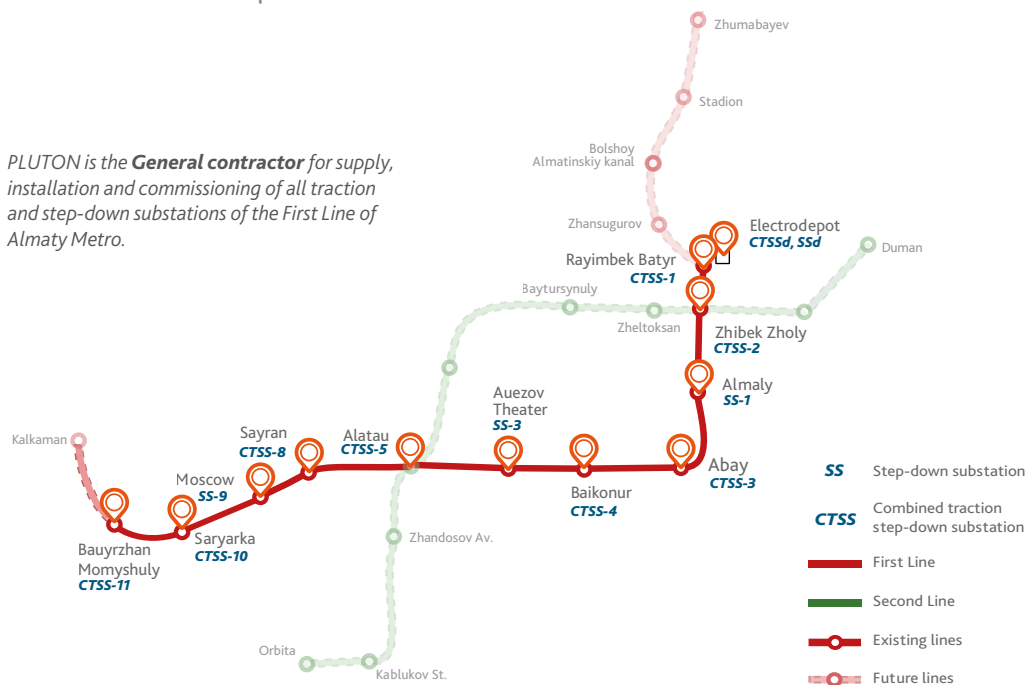 Zhumabayev
Stadion
Bolshoy
Almatinskiy kanal
PLUTON is the General contractor for supply,
installation and commissioning of all traction
and step-down substations of the First Line of
Almaty Metro.
Zhansugurov
Electrodepot
CTSSd, SSd
Duman
Rayimbek Batyr
CTSS-1
Baytursynuly
Zheltoksan
Zhibek Zholy
CTSS-2
Almaly
SS-1
Auezov
Theater
SS-3
Kalkaman
Sayran
CTSS-8
Alatau
CTSS-5
Abay
CTSS-3
Moscow
SS-9
Baikonur
CTSS-4
Saryarka
CTSS-10
Bauyrzhan
Momyshuly
CTSS-11
Zhandosov Av.
Orbita
Kablukov St.
SS Step-down substation
CTSS Combined traction
step-down substation
First Line
Second Line
Existing lines
Future lines